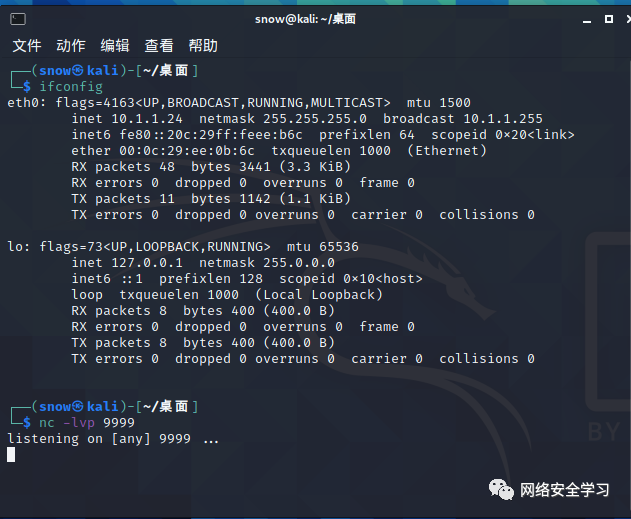 snow@kali: ~/桌面
文件 动作 编辑 查看 帮助
┌──(snow㉿kali)-[~/桌面]
└─$ ifconfig
eth0: flags=4163<UP,BROADCAST,RUNNING,MULTICAST>  mtu 1500
        inet 10.1.1.24  netmask 255.255.255.0  broadcast 10.1.1.255
        inet6 fe80::20c:29ff:feee:b6c  prefixlen 64  scopeid 0×20<link>
        ether 00:0c:29:ee:0b:6c  txqueuelen 1000  (Ethernet)
        RX packets 48  bytes 3441 (3.3 KiB)
        RX errors 0  dropped 0  overruns 0  frame 0
        TX packets 11  bytes 1142 (1.1 KiB)
        TX errors 0  dropped 0 overruns 0  carrier 0  collisions 0
lo: flags=73<UP,LOOPBACK,RUNNING>  mtu 65536
        inet 127.0.0.1  netmask 255.0.0.0
        inet6 ::1  prefixlen 128  scopeid 0×10<host>
        loop  txqueuelen 1000  (Local Loopback)
        RX packets 8  bytes 400 (400.0 B)
        RX errors 0  dropped 0  overruns 0  frame 0
        TX packets 8  bytes 400 (400.0 B)
        TX errors 0  dropped 0 overruns 0  carrier 0  collisions 0
┌──(snow㉿kali)-[~/桌面]
└─$ nc -lvp 9999
listening on [any] 9999 ...
BY
网络安全学习